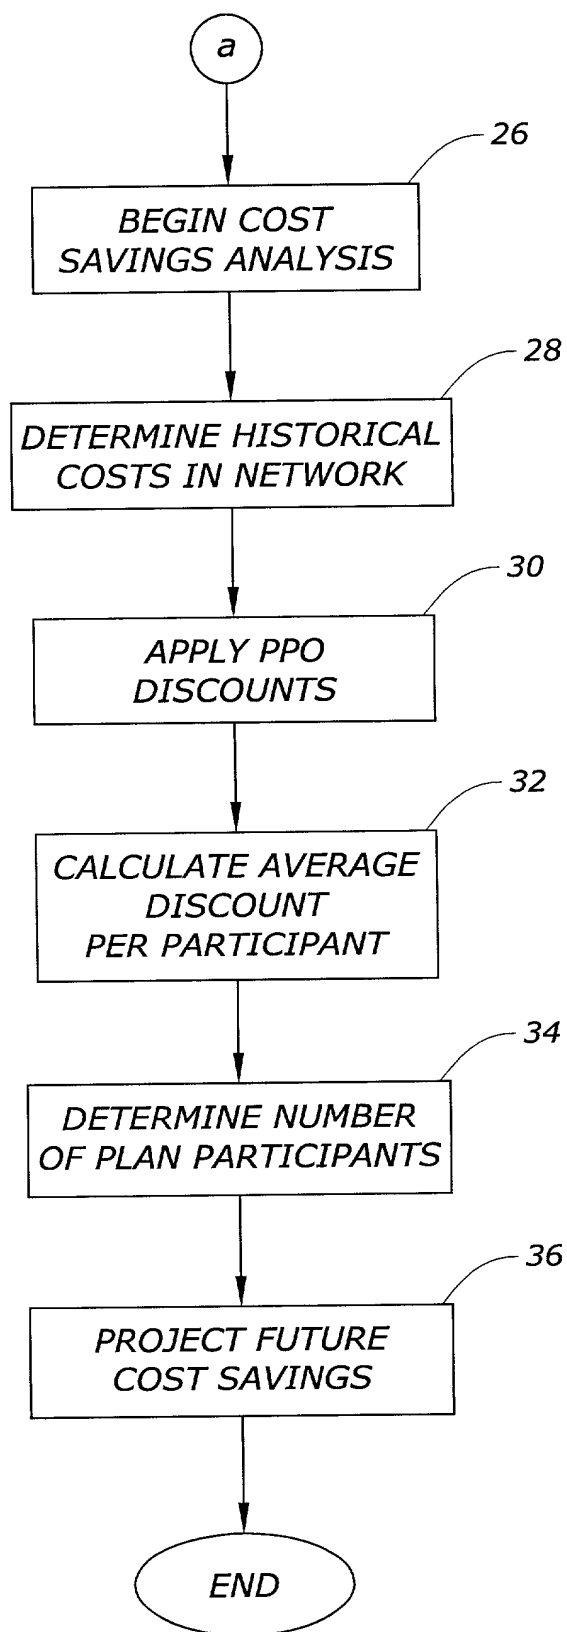 a
26
BEGIN COST
SAVINGS ANALYSIS
28
DETERMINE HISTORICAL
COSTS IN NETWORK
30
APPLY PPO
DISCOUNTS
32
CALCULATE AVERAGE
DISCOUNT
PER PARTICIPANT
34
DETERMINE NUMBER
OF PLAN PARTICIPANTS
36
PROJECT FUTURE
COST SAVINGS
END